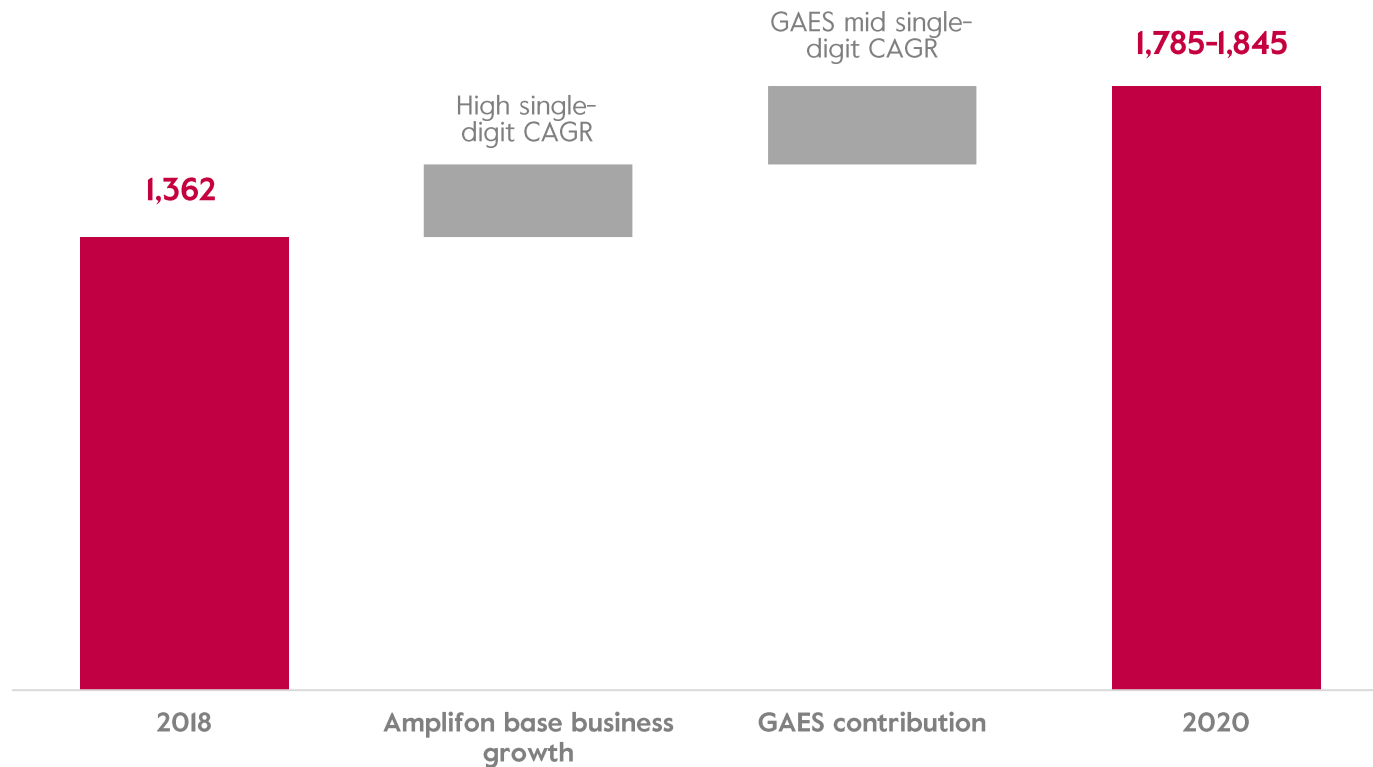 GAES mid single-
digit CAGR
1,785-1,845
High single-
digit CAGR
1,362
2018
Amplifon base business
growth
GAES contribution
2020